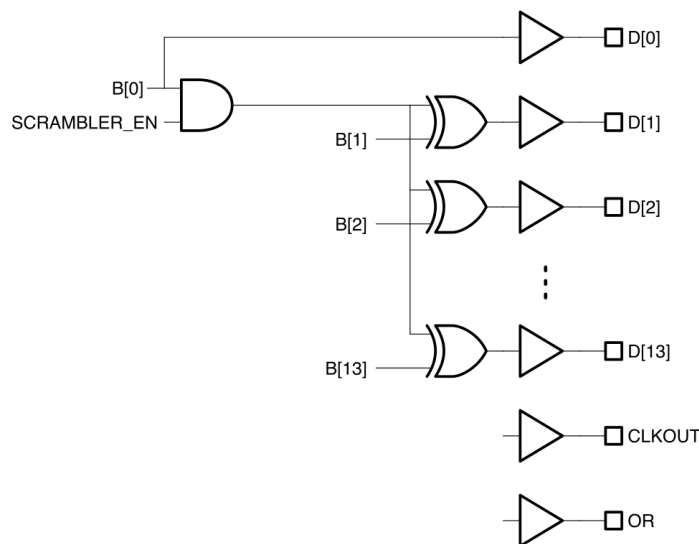 D[0]
B[0]
SCRAMBLER_EN
D[1]
B[1]
D[2]
B[2]
D[13]
B[13]
CLKOUT
OR